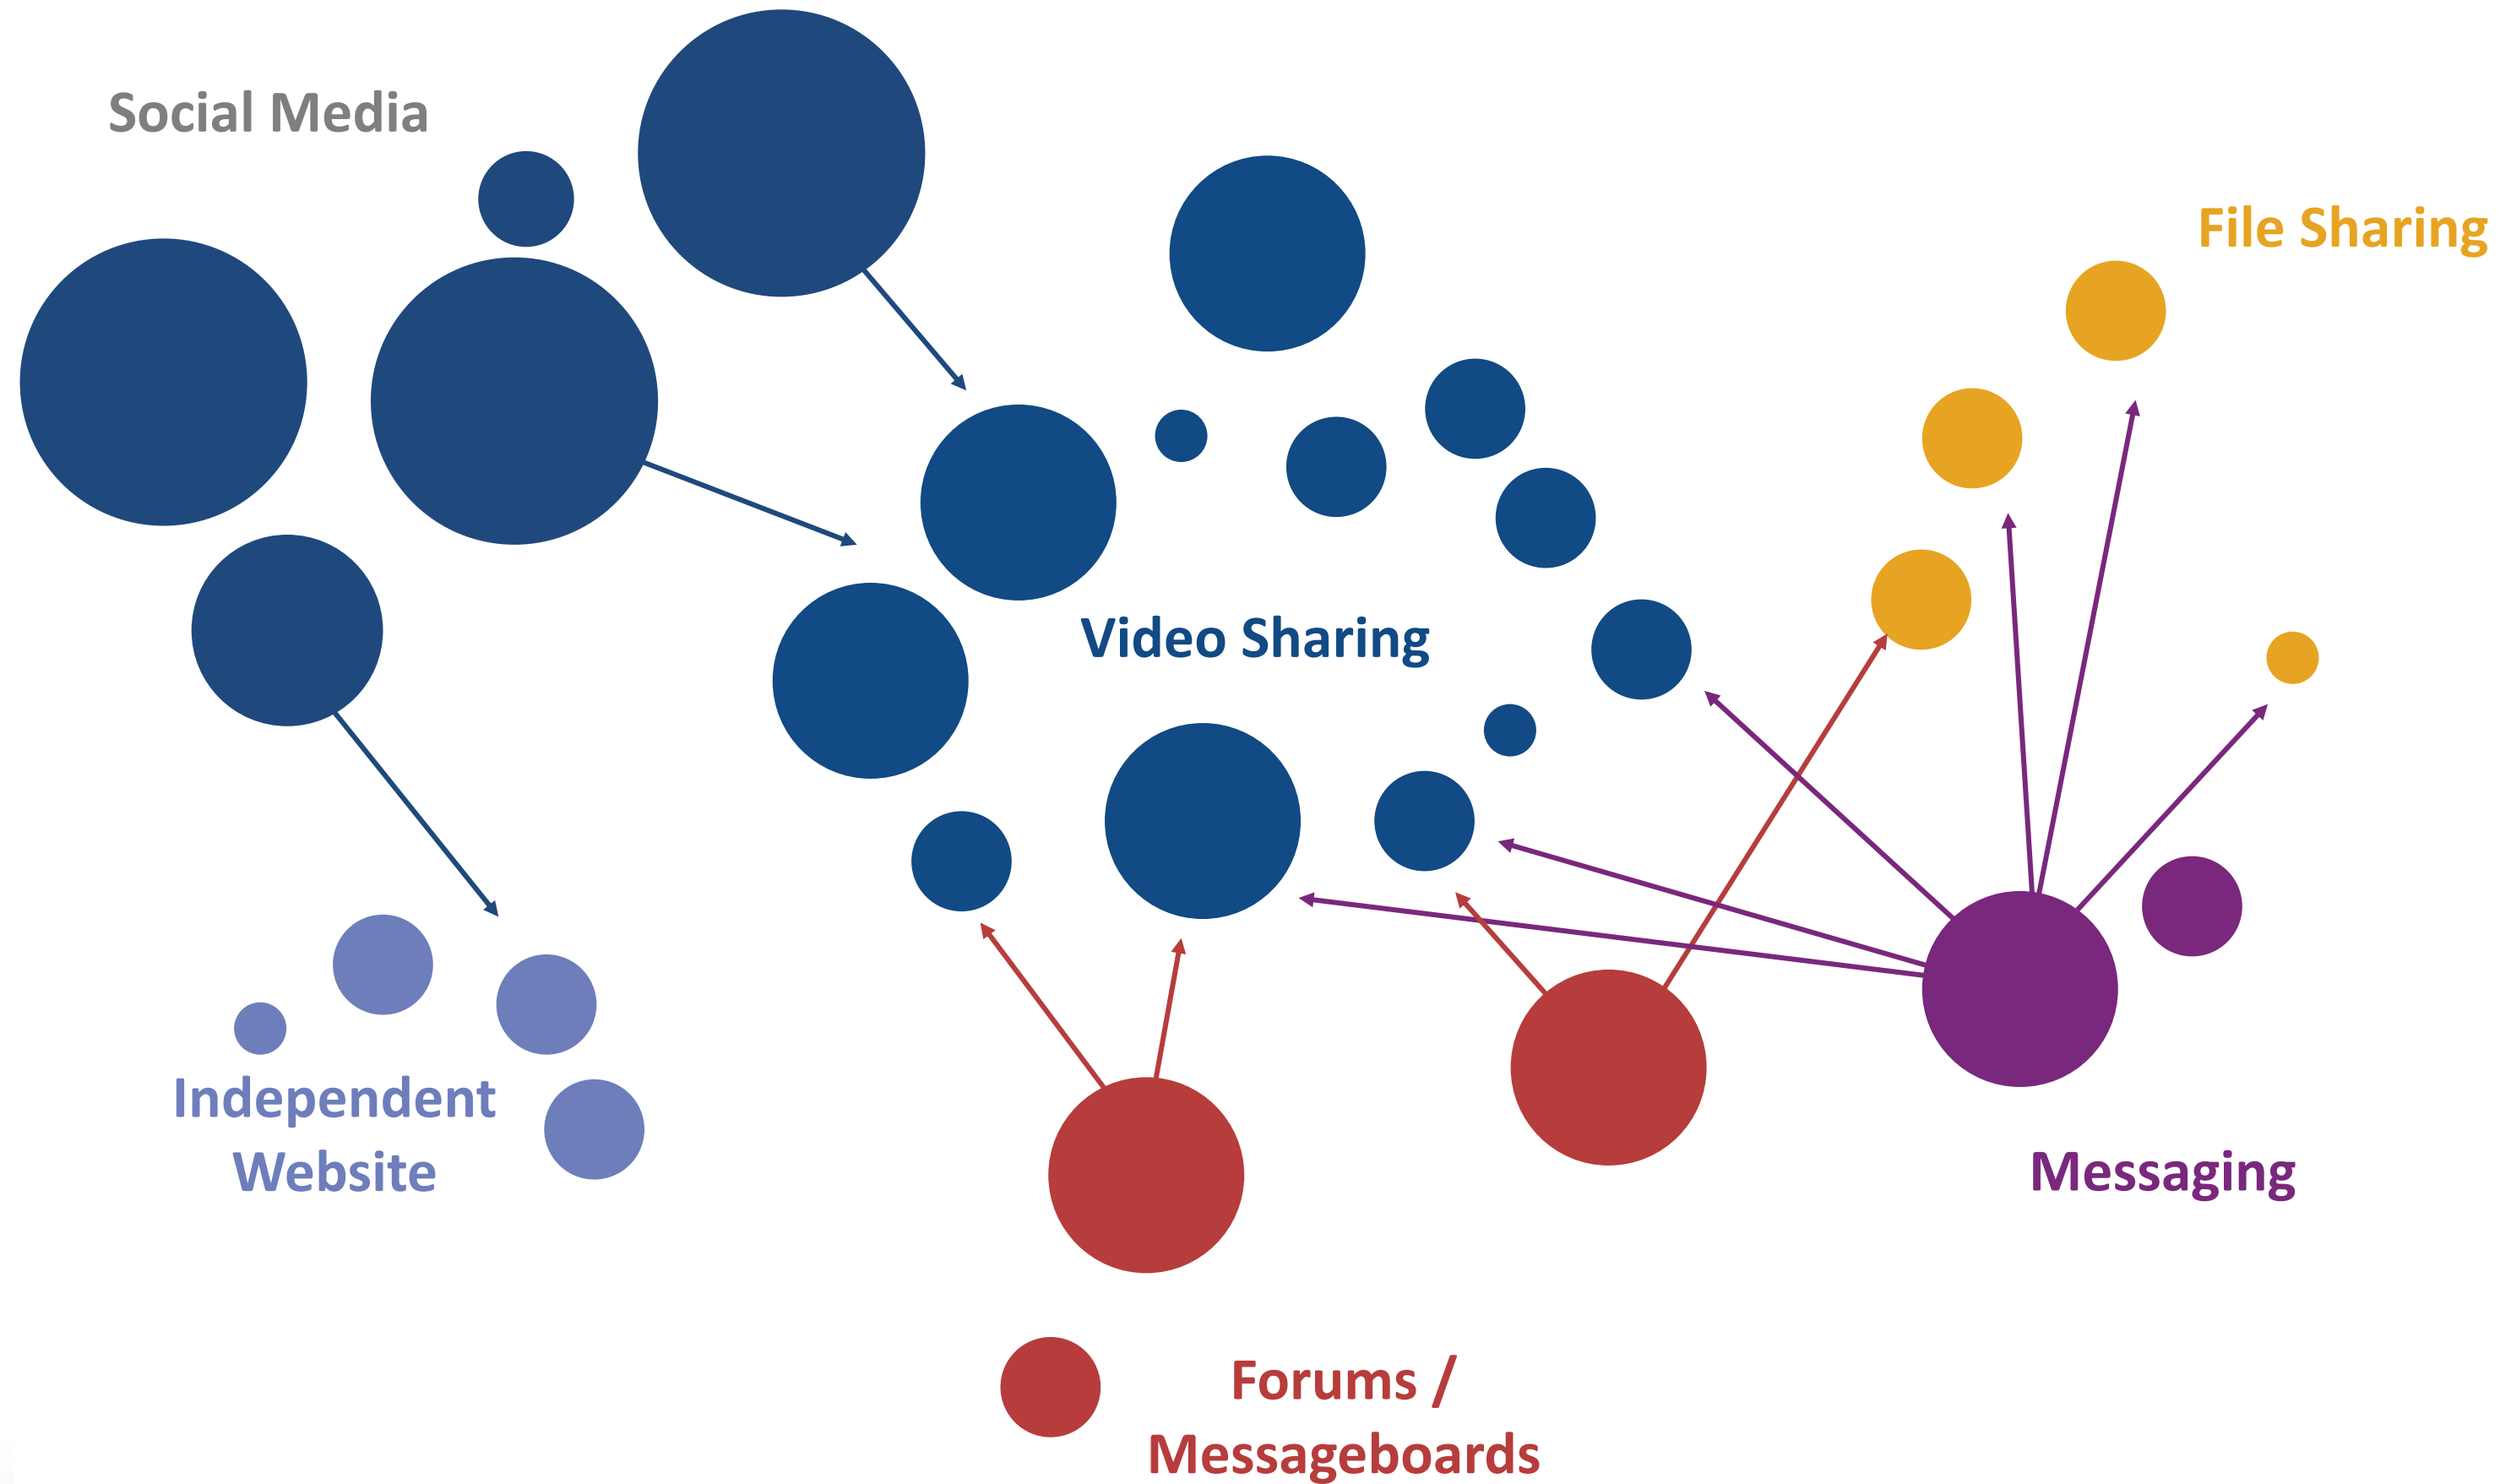 Social Media
File Sharing
Video Sharing
Independent
Website
Messaging
Forums /
Messageboards